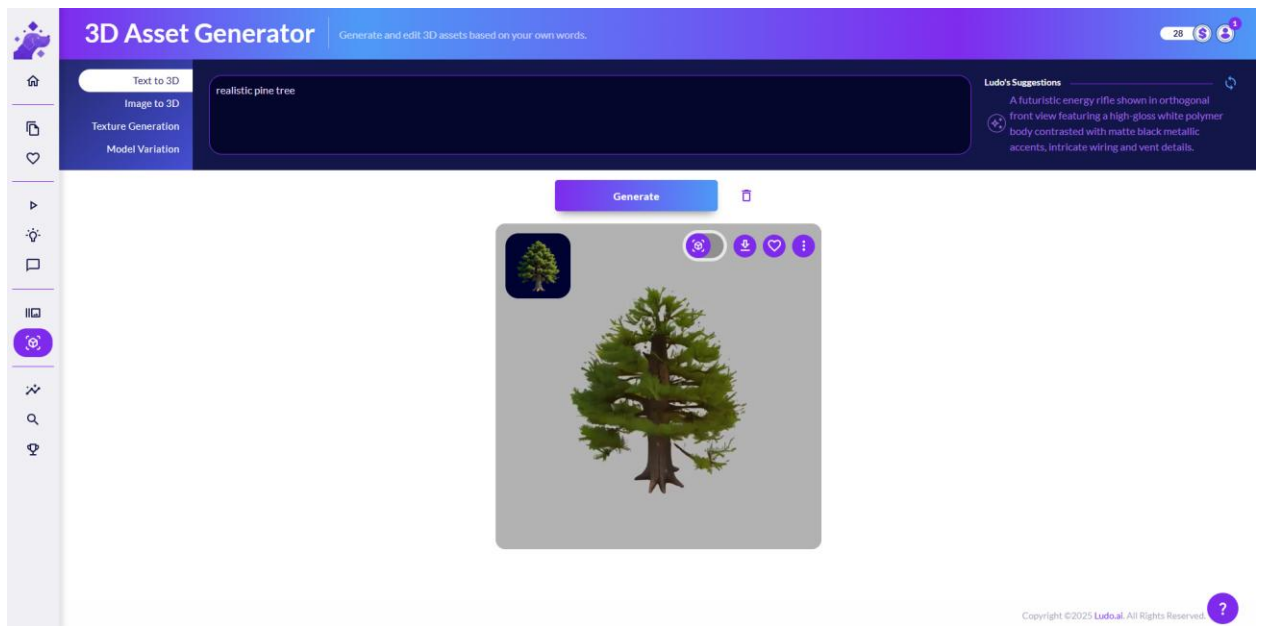 3D Asset Generator
Generate and edit 3D assets based on your own words.
28
1
Text to 3D
Image to 3D
Texture Generation
Model Variation
realistic pine tree
Ludo's Suggestions
A futuristic energy rifle shown in orthogonal
front view featuring a high-gloss white polymer
body contrasted with matte black metallic
accents, intricate wiring and vent details.
Generate
Copyright ©2025 Ludo.ai. All Rights Reserved.
?